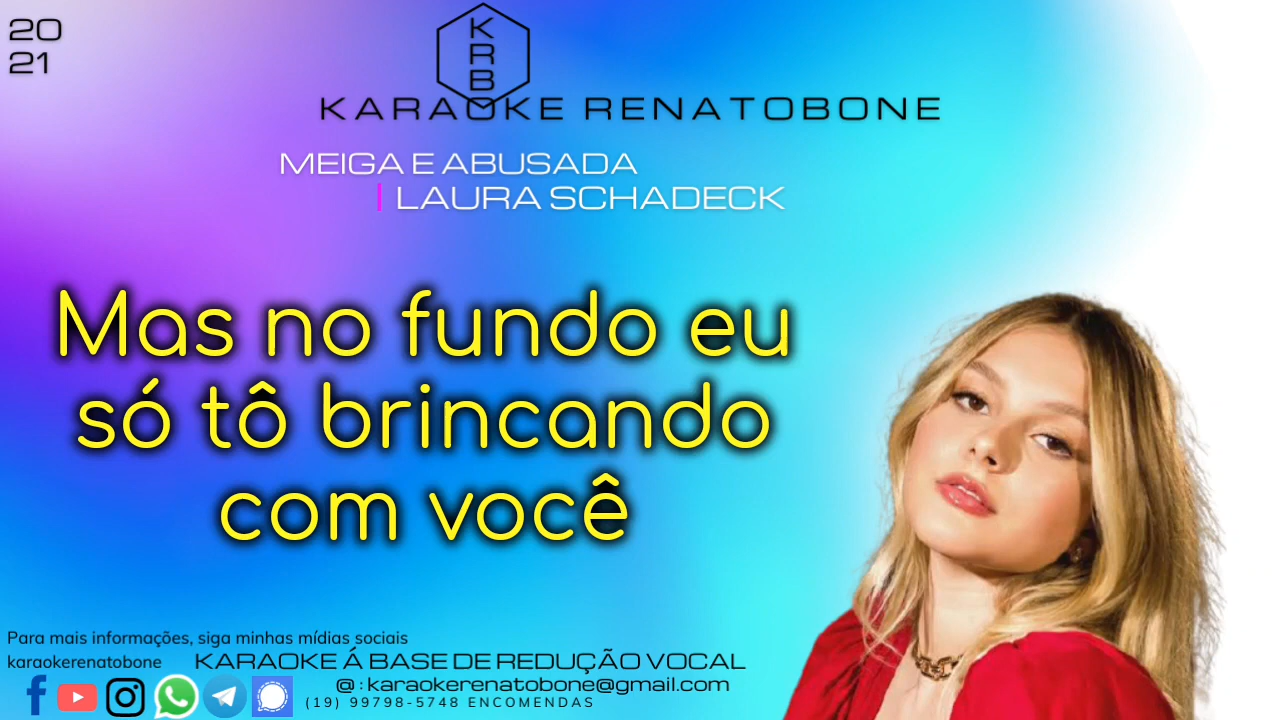 20
21
K
R
B
KARAOKE RENATOBONE
MEIGA E ABUSADA
| LAURA SCHADECK
Mas no fundo eu
só tô brincando
com você
Para mais informações, siga minhas mídias sociais
karaokerenatobone
KARAOKE Á BASE DE REDUÇÃO VOCAL
@ : karaokerenatobone@gmail.com
(19) 99798-5748 ENCOMENDAS